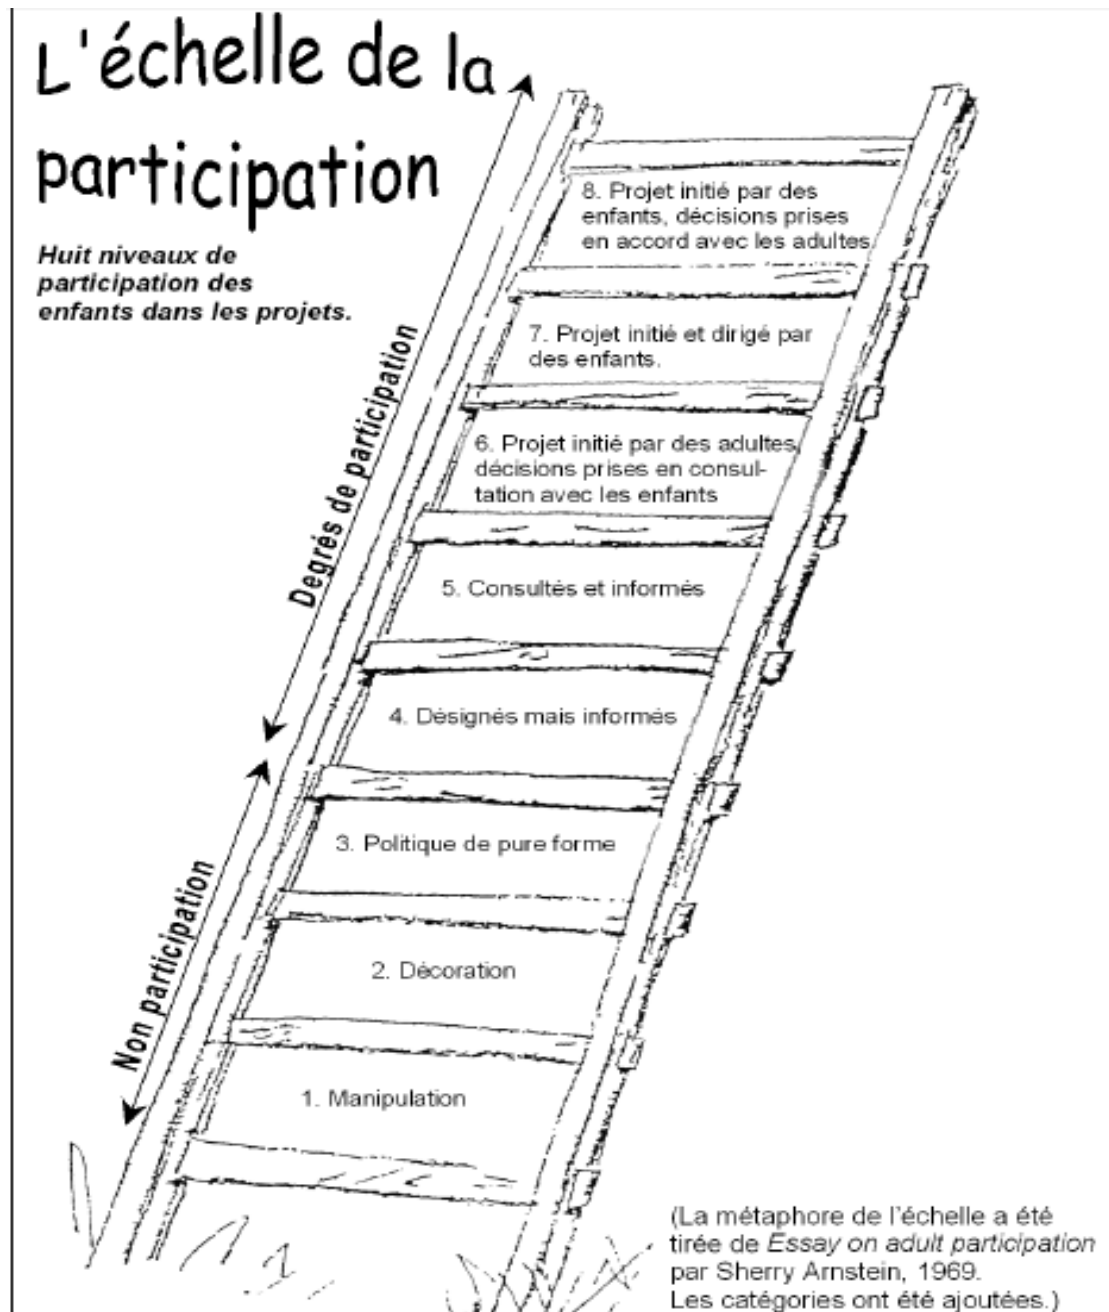 L'échelle de la
participation
Huit niveaux de
participation des
enfants dans les projets.
Degrés de participation
Non participation
8. Projet initié par des
enfants, décisions prises
en accord avec les adultes.
7. Projet initié et dirigé par
des enfants.
6. Projet initié par des adultes,
décisions prises en consul-
tation avec les enfants
5. Consultés et informés
4. Désignés mais informés
3. Politique de pure forme
2. Décoration
1. Manipulation
(La métaphore de l'échelle a été
tirée de Essay on adult participation
par Sherry Arnstein, 1969.
Les catégories ont été ajoutées.)